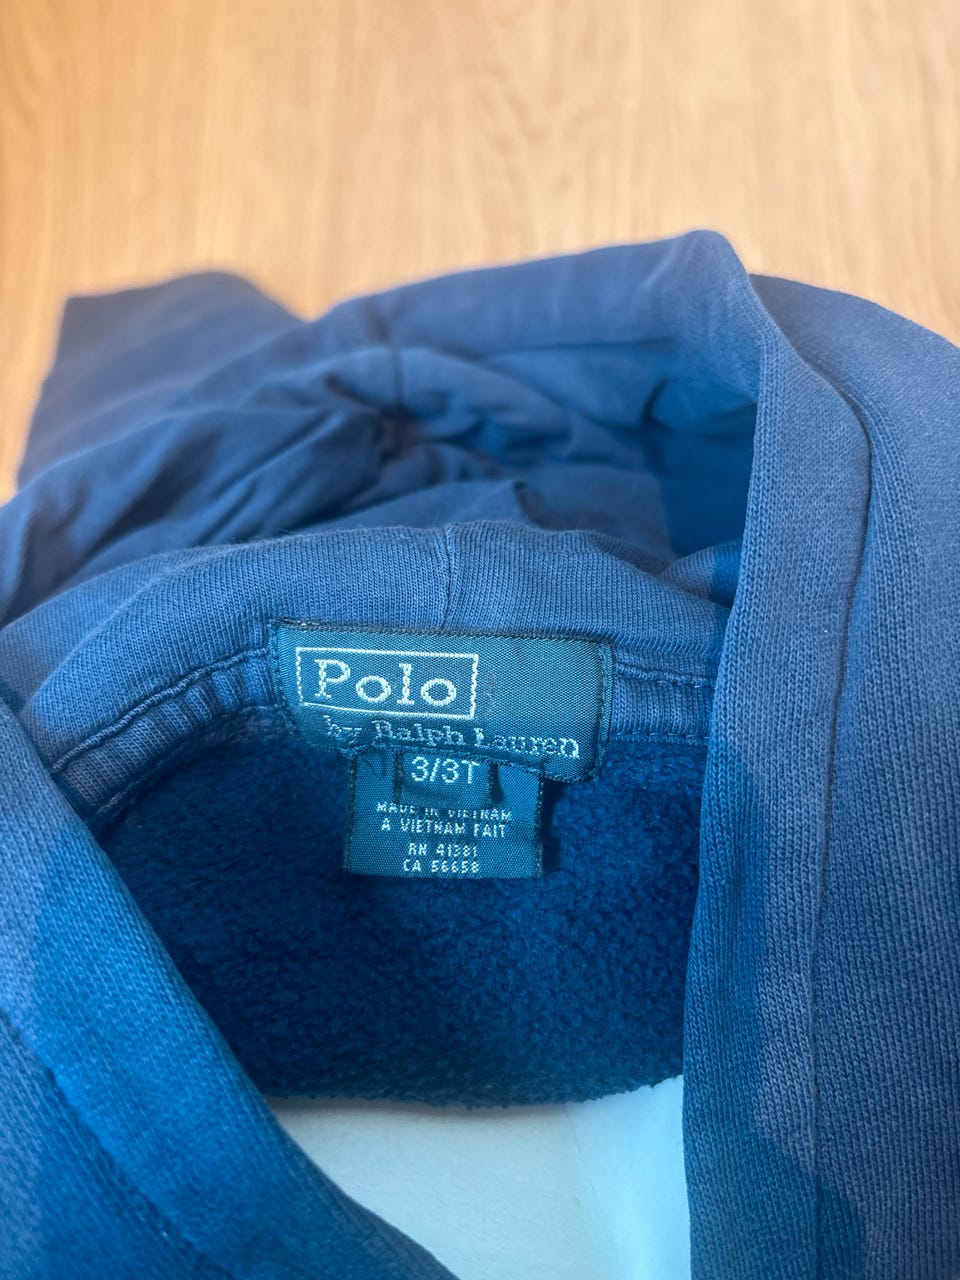 Polo
by Ralph Lauren
3/3T
MADE IN VIETNAM
A VIETNAM FAIT
RN 41381
CA 56658